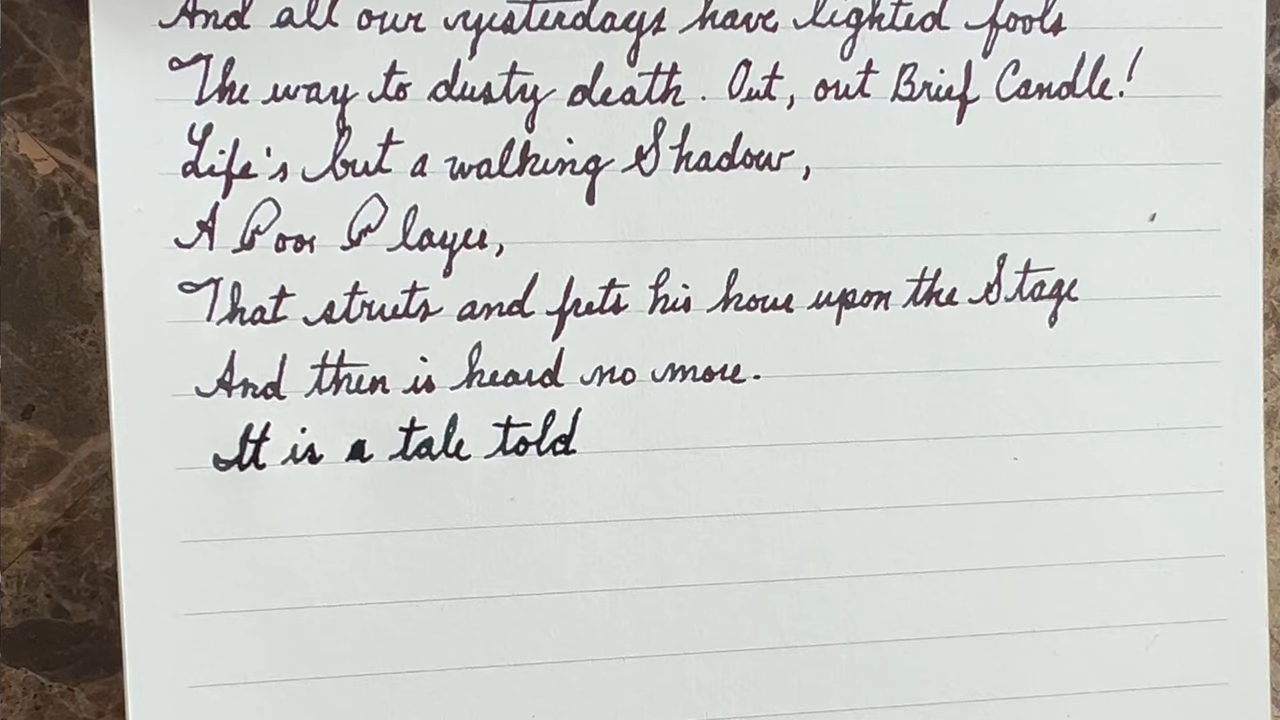 And all our yesterdays have lighted fools
The way to dusty death. Out, out Brief Candle!
Life's but a walking Shadow,
A Poor Player,
That struts and frets his hour upon the Stage
And then is heard no more.
It is a tale told